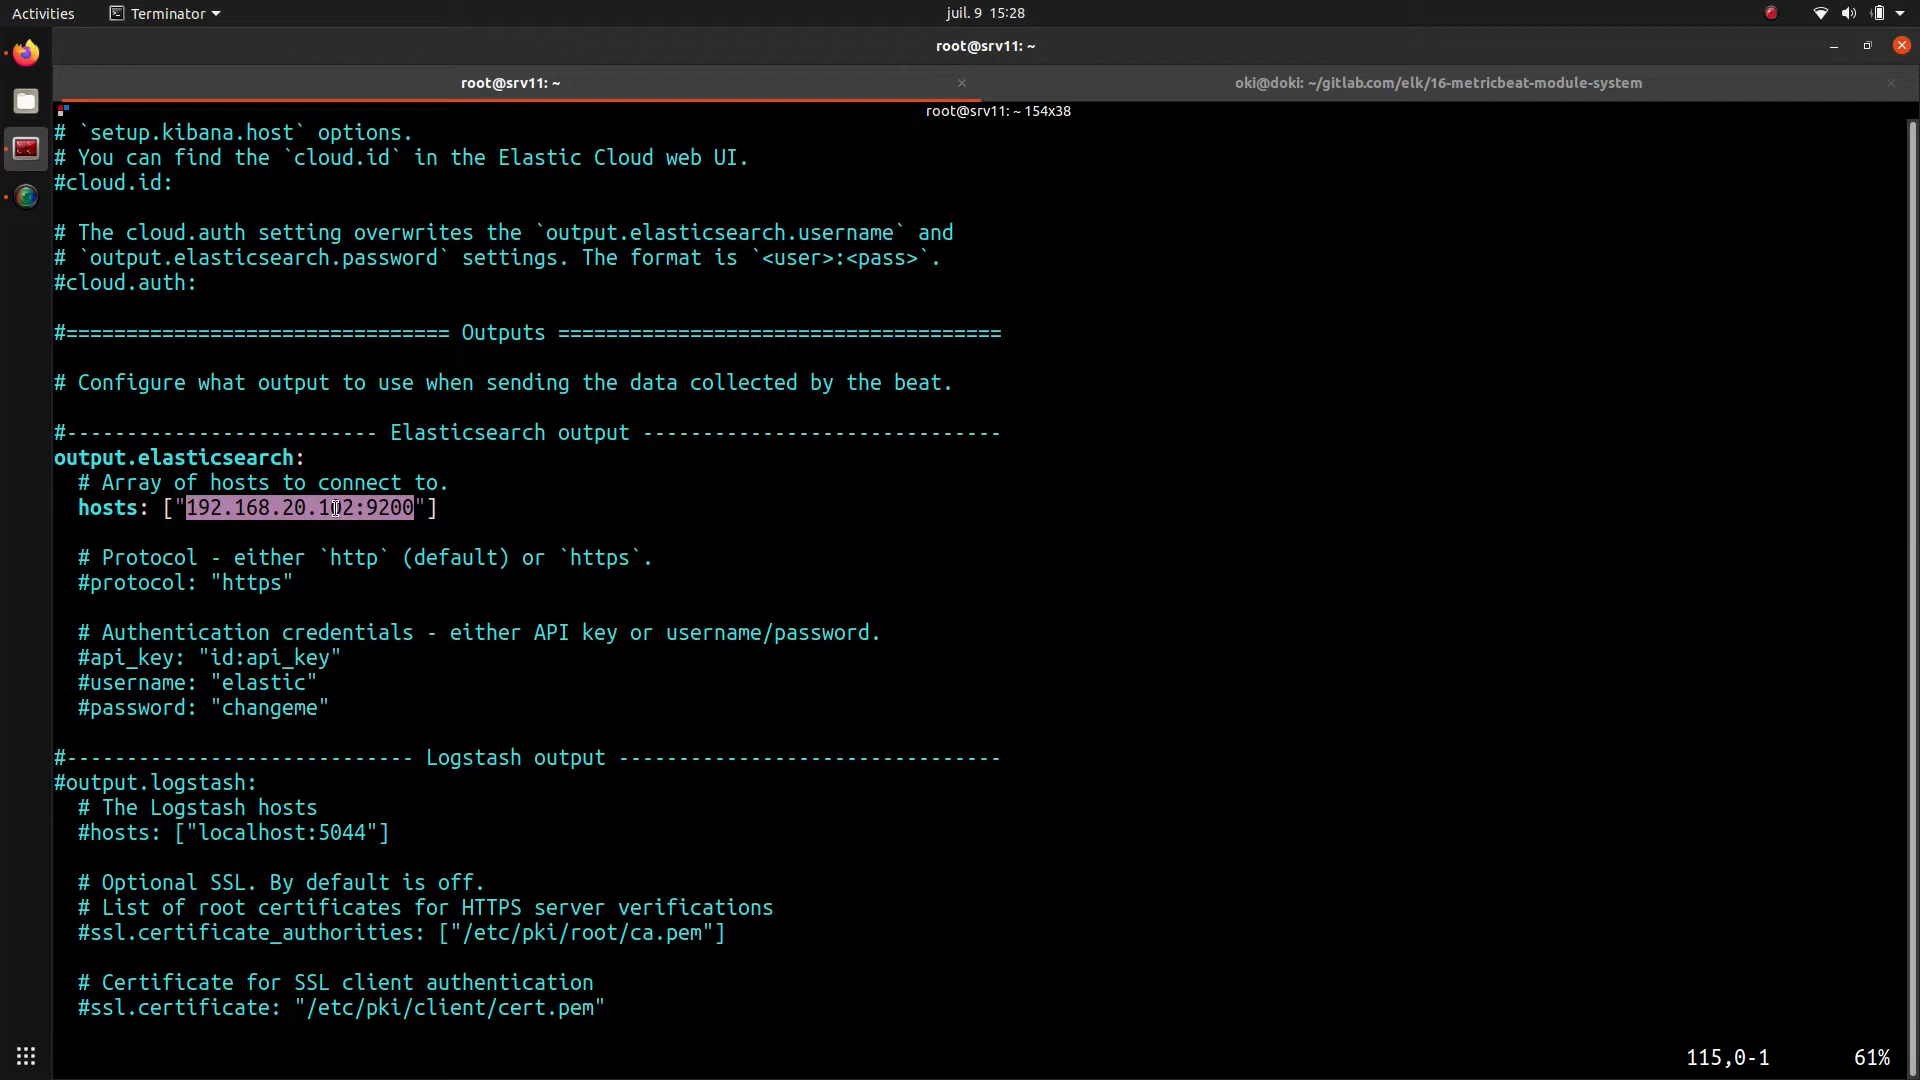 Activities
Terminator
juil. 9 15:28
root@srv11: ~
root@srv11: ~
oki@doki: ~/gitlab.com/elk/16-metricbeat-module-system
root@srv11: ~ 154x38
# `setup.kibana.host` options.
# You can find the `cloud.id` in the Elastic Cloud web UI.
#cloud.id:
# The cloud.auth setting overwrites the `output.elasticsearch.username` and
# `output.elasticsearch.password` settings. The format is `<user>:<pass>`.
#cloud.auth:
#================================ Outputs =====================================
# Configure what output to use when sending the data collected by the beat.
#-------------------------- Elasticsearch output ------------------------------
output.elasticsearch:
  # Array of hosts to connect to.
  hosts: ["192.168.20.102:9200"]
  # Protocol - either `http` (default) or `https`.
  #protocol: "https"
  # Authentication credentials - either API key or username/password.
  #api_key: "id:api_key"
  #username: "elastic"
  #password: "changeme"
#----------------------------- Logstash output --------------------------------
#output.logstash:
  # The Logstash hosts
  #hosts: ["localhost:5044"]
  # Optional SSL. By default is off.
  # List of root certificates for HTTPS server verifications
  #ssl.certificate_authorities: ["/etc/pki/root/ca.pem"]
  # Certificate for SSL client authentication
  #ssl.certificate: "/etc/pki/client/cert.pem"
115,0-1 61%